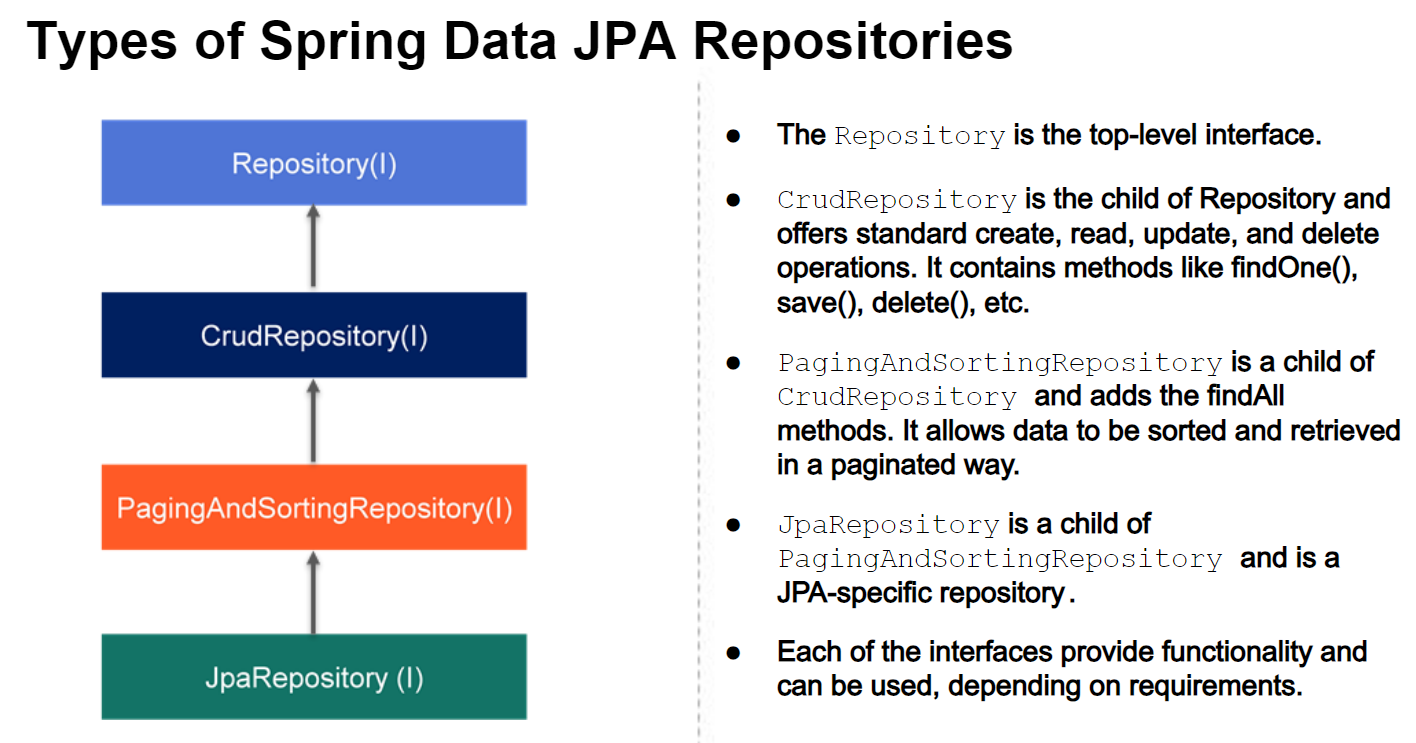 Types of Spring Data JPA Repositories
Repository(I)
CrudRepository(I)
PagingAndSortingRepository(I)
JpaRepository (I)
● The Repository is the top-level interface.
● CrudRepository is the child of Repository and
offers standard create, read, update, and delete
operations. It contains methods like findOne(),
save(), delete(), etc.
● PagingAndSortingRepository is a child of
CrudRepository and adds the findAll
methods. It allows data to be sorted and retrieved
in a paginated way.
● JpaRepository is a child of
PagingAndSortingRepository and is a
JPA-specific repository.
● Each of the interfaces provide functionality and
can be used, depending on requirements.